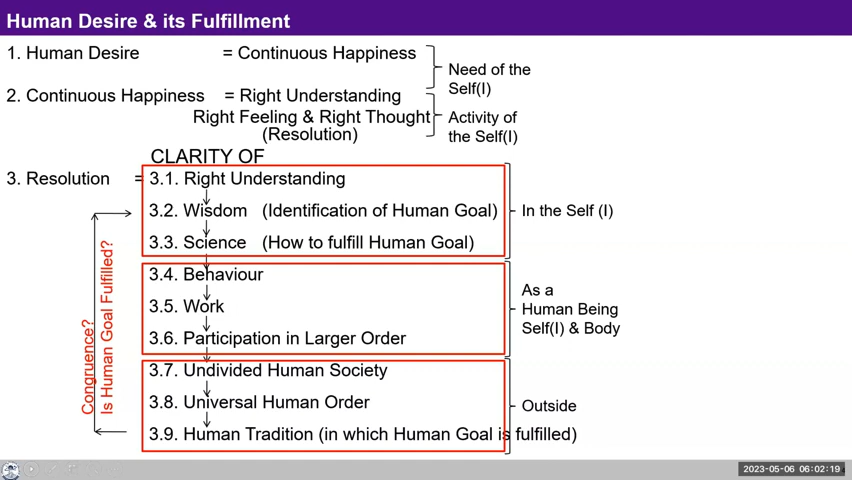 Human Desire & its Fulfillment
1. Human Desire = Continuous Happiness
Need of the
Self(I)
2. Continuous Happiness = Right Understanding
Right Feeling & Right Thought
(Resolution)
Activity of
the Self(I)
CLARITY OF
3. Resolution = 3.1. Right Understanding
3.2. Wisdom (Identification of Human Goal)
3.3. Science (How to fulfill Human Goal)
In the Self (I)
3.4. Behaviour
3.5. Work
3.6. Participation in Larger Order
As a
Human Being
Self(I) & Body
3.7. Undivided Human Society
3.8. Universal Human Order
3.9. Human Tradition (in which Human Goal is fulfilled)
Outside
Congruence?
Is Human Goal Fulfilled?
2023-05-06 06:02:19